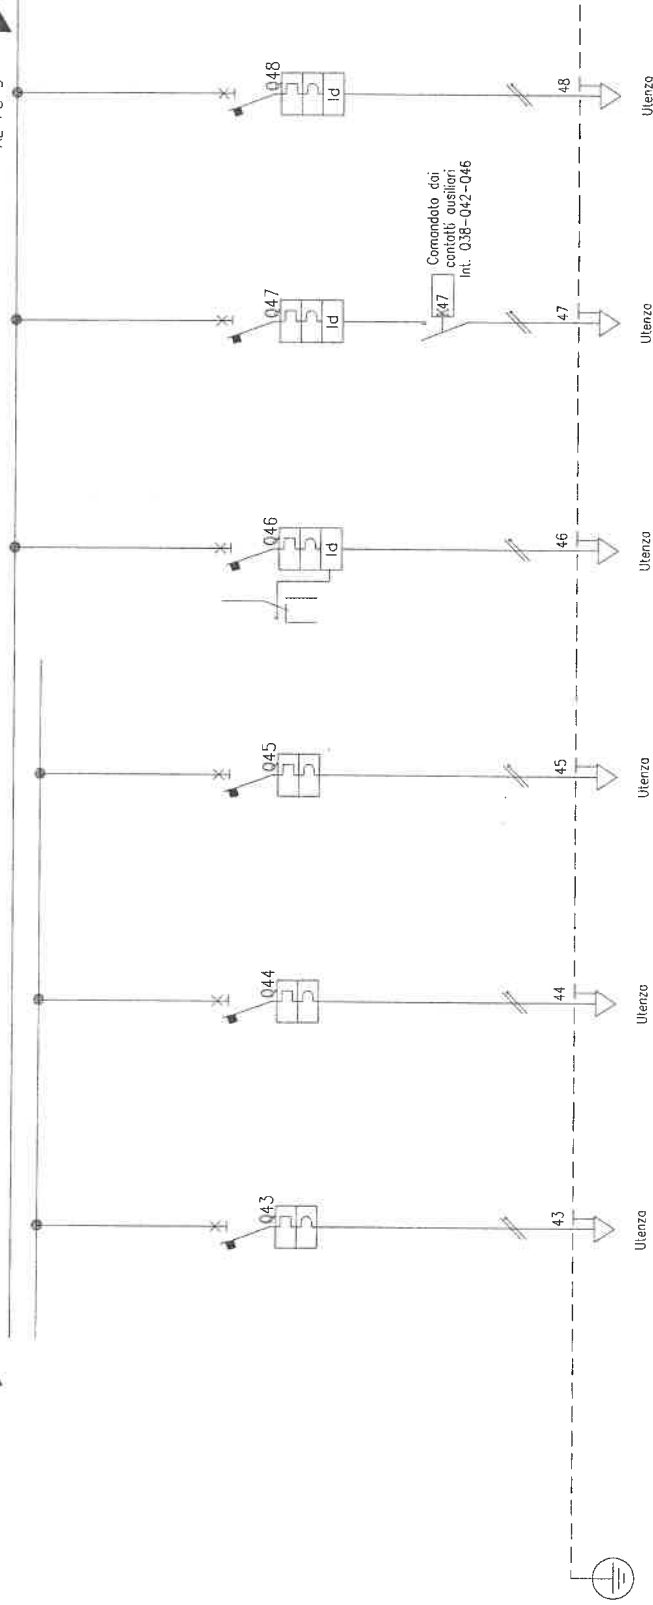 Q43
43
Utenza
Q44
44
Utenza
Q45
45
Utenza
Q46
Id
46
Utenza
Q47
Id
Comandato dai
contatti ausiliari
Int. Q38-Q42-Q46
47
47
Utenza
Q48
Id
48
Utenza